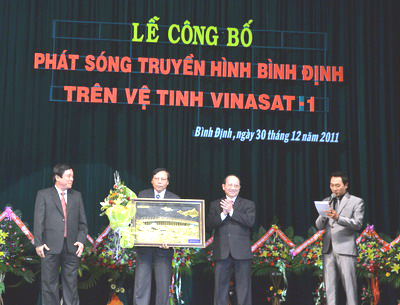 LỄ CÔNG BỐ
PHÁT SÓNG TRUYỀN HÌNH BÌNH ĐỊNH
TRÊN VỆ TINH VINASAT-1
Bình Định, ngày 30 tháng 12 năm 2011